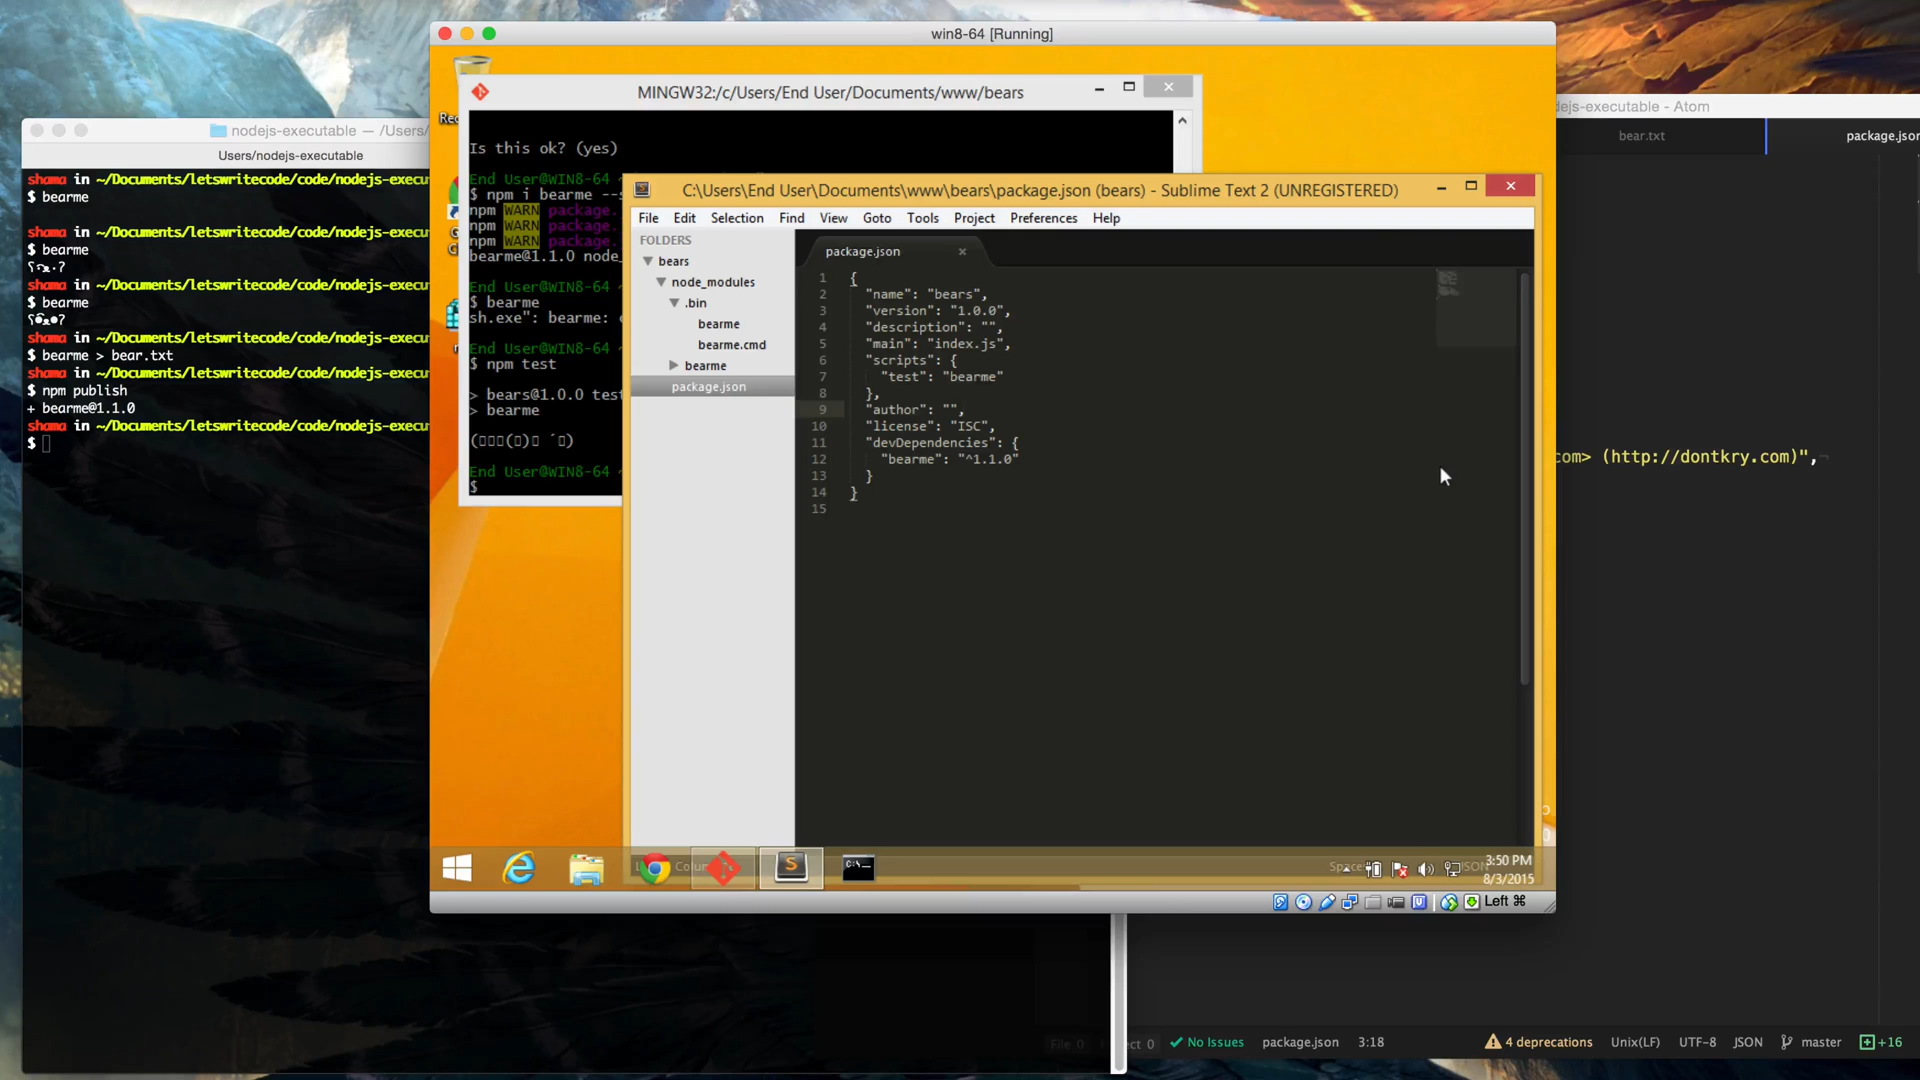 win8-64 [Running]
MINGW32:/c/Users/End User/Documents/www/bears
Is this ok? (yes)
End User@WIN8-64
$ npm i bearme
npm WARN package.
npm WARN package.
npm WARN package.
bearme@1.1.0
End User@WIN8-64
$ bearme
sh.exe": bearme:
End User@WIN8-64
$ npm test
> bears@1.0.0 test
> bearme
End User@WIN8-64
$
nodejs-executable — /Users/
Users/nodejs-executable
shama in ~/Documents/letswritecode/code/nodejs-execu
$ bearme
shama in ~/Documents/letswritecode/code/nodejs-execu
$ bearme
shama in ~/Documents/letswritecode/code/nodejs-execu
$ bearme
shama in ~/Documents/letswritecode/code/nodejs-execu
$ bearme > bear.txt
shama in ~/Documents/letswritecode/code/nodejs-execu
$ npm publish
+ bearme@1.1.0
shama in ~/Documents/letswritecode/code/nodejs-execu
$
C:\Users\End User\Documents\www\bears\package.json (bears) - Sublime Text 2 (UNREGISTERED)
File Edit Selection Find View Goto Tools Project Preferences Help
FOLDERS
bears
node_modules
.bin
bearme
bearme.cmd
bearme
package.json
package.json
1 {
2 "name": "bears",
3 "version": "1.0.0",
4 "description": "",
5 "main": "index.js",
6 "scripts": {
7 "test": "bearme"
8 },
9 "author": "",
10 "license": "ISC",
11 "devDependencies": {
12 "bearme": "^1.1.0"
13 }
14 }
15
3:50 PM
8/3/2015
Left ⌘
ejs-executable - Atom
bear.txt
package.json
com> (http://dontkry.com)",
File 0
No Issues
package.json
3:18
4 deprecations
Unix(LF)
UTF-8
JSON
master
+16